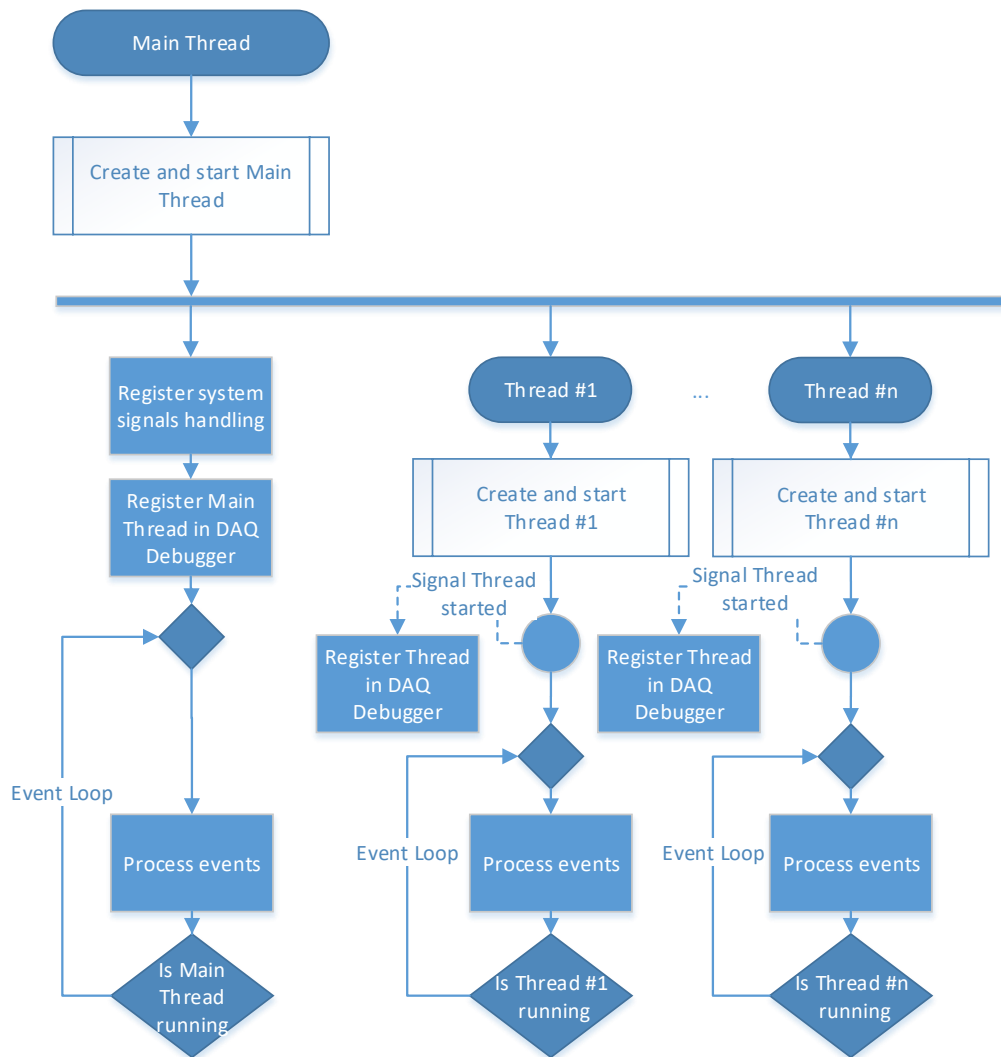 Main Thread
Create and start Main
Thread
Register system
signals handling
Thread #1
...
Thread #n
Register Main
Thread in DAQ
Debugger
Create and start
Thread #1
Create and start
Thread #n
Signal Thread
started
Signal Thread
started
Register Thread
in DAQ
Debugger
Register Thread
in DAQ
Debugger
Event Loop
Event Loop
Event Loop
Process events
Process events
Process events
Is Main
Thread
running
Is Thread #1
running
Is Thread #n
running